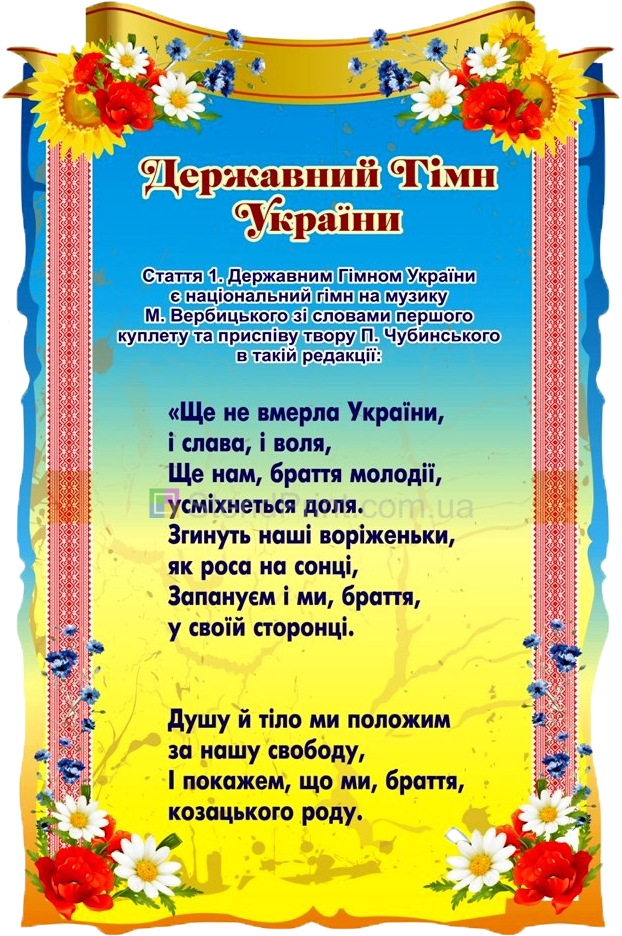 Державний Гімн
України
Стаття 1. Державним Гімном України
є національний гімн на музику
М. Вербицького зі словами першого
куплету та приспіву твору П. Чубинського
в такій редакції:
«Ще не вмерла України,
і слава, і воля,
Ще нам, браття молодії,
усміхнеться доля.
StendPrint.com.ua
Згинуть наші воріженьки,
як роса на сонці,
Запануєм і ми, браття,
у своїй сторонці.
Душу й тіло ми положим
за нашу свободу,
І покажем, що ми, браття,
козацького роду.